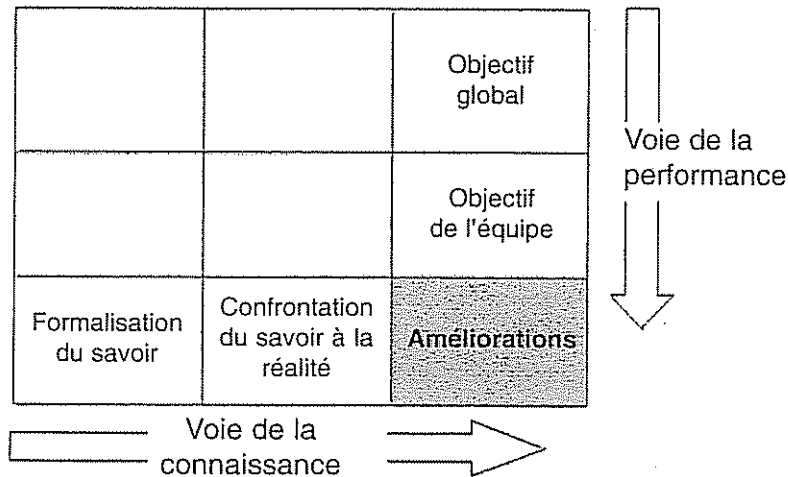 Objectif
global
Voie de la
performance
Objectif
de l'équipe
Formalisation
du savoir
Confrontation
du savoir à la
réalité
Améliorations
Voie de la
connaissance